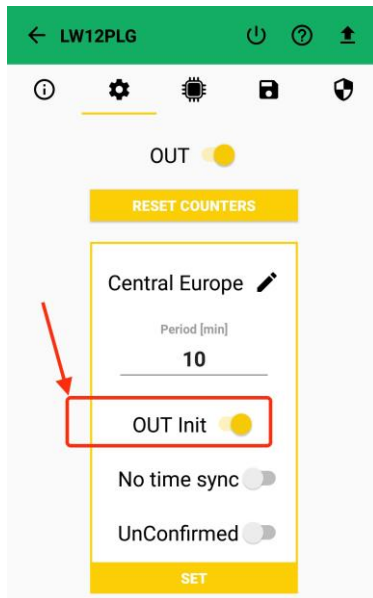 LW12PLG
OUT
RESET COUNTERS
Central Europe
Period [min]
10
OUT Init
No time sync
UnConfirmed
SET